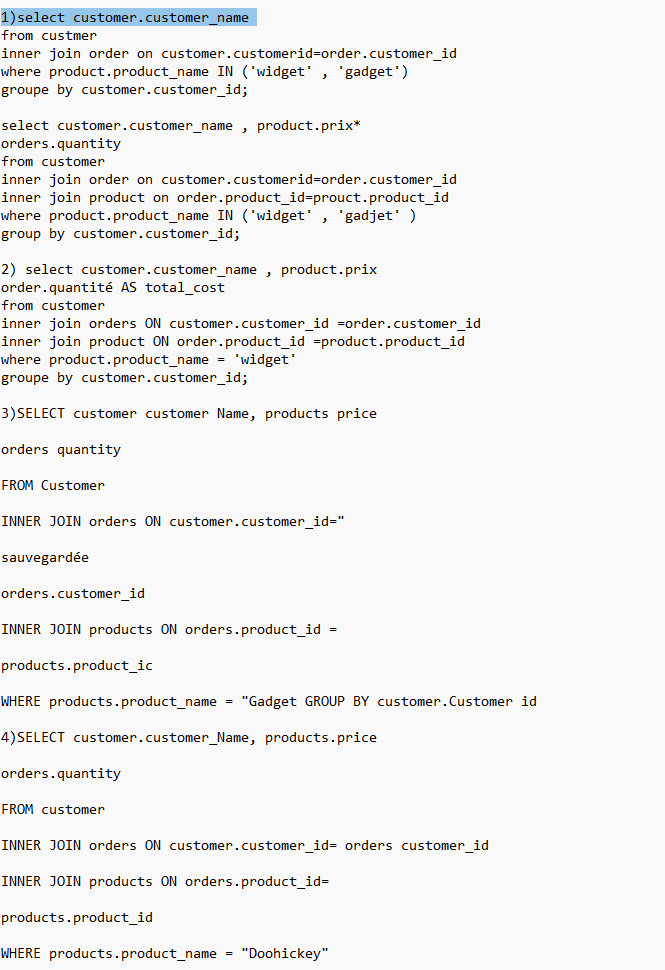 1)select customer.customer_name
from custmer
inner join order on customer.customerid=order.customer_id
where product.product_name IN ('widget' , 'gadget')
groupe by customer.customer_id;
select customer.customer_name , product.prix*
orders.quantity
from customer
inner join order on customer.customerid=order.customer_id
inner join product on order.product_id=prouct.product_id
where product.product_name IN ('widget' , 'gadjet' )
group by customer.customer_id;
2) select customer.customer_name , product.prix
order.quantité AS total_cost
from customer
inner join orders ON customer.customer_id =order.customer_id
inner join product ON order.product_id =product.product_id
where product.product_name = 'widget'
groupe by customer.customer_id;
3)SELECT customer customer Name, products price
orders quantity
FROM Customer
INNER JOIN orders ON customer.customer_id="
sauvegardée
orders.customer_id
INNER JOIN products ON orders.product_id =
products.product_ic
WHERE products.product_name = "Gadget GROUP BY customer.Customer id
4)SELECT customer.customer_Name, products.price
orders.quantity
FROM customer
INNER JOIN orders ON customer.customer_id= orders customer_id
INNER JOIN products ON orders.product_id=
products.product_id
WHERE products.product_name = "Doohickey"